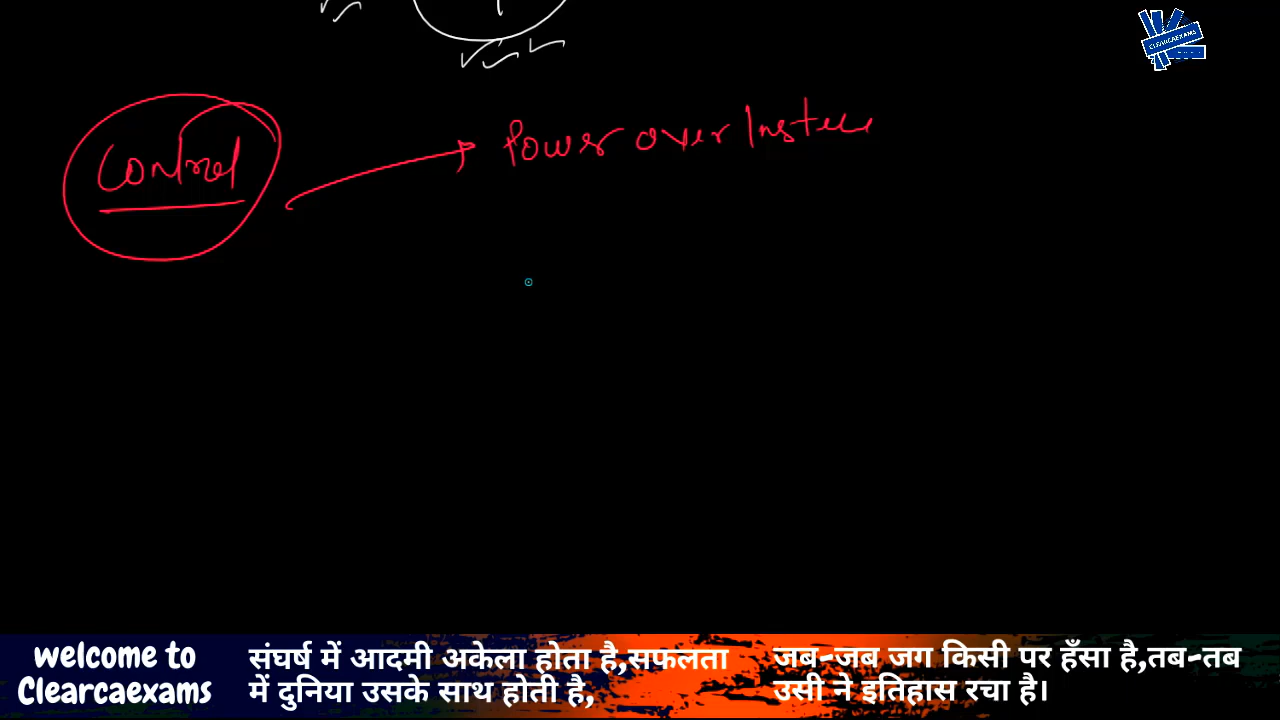 CLEARCAEXAMS
Control
Power over Instee
welcome to
Clearcaexams
संघर्ष में आदमी अकेला होता है,सफलता
में दुनिया उसके साथ होती है,
जब-जब जग किसी पर हँसा है,तब-तब
उसी ने इतिहास रचा है।